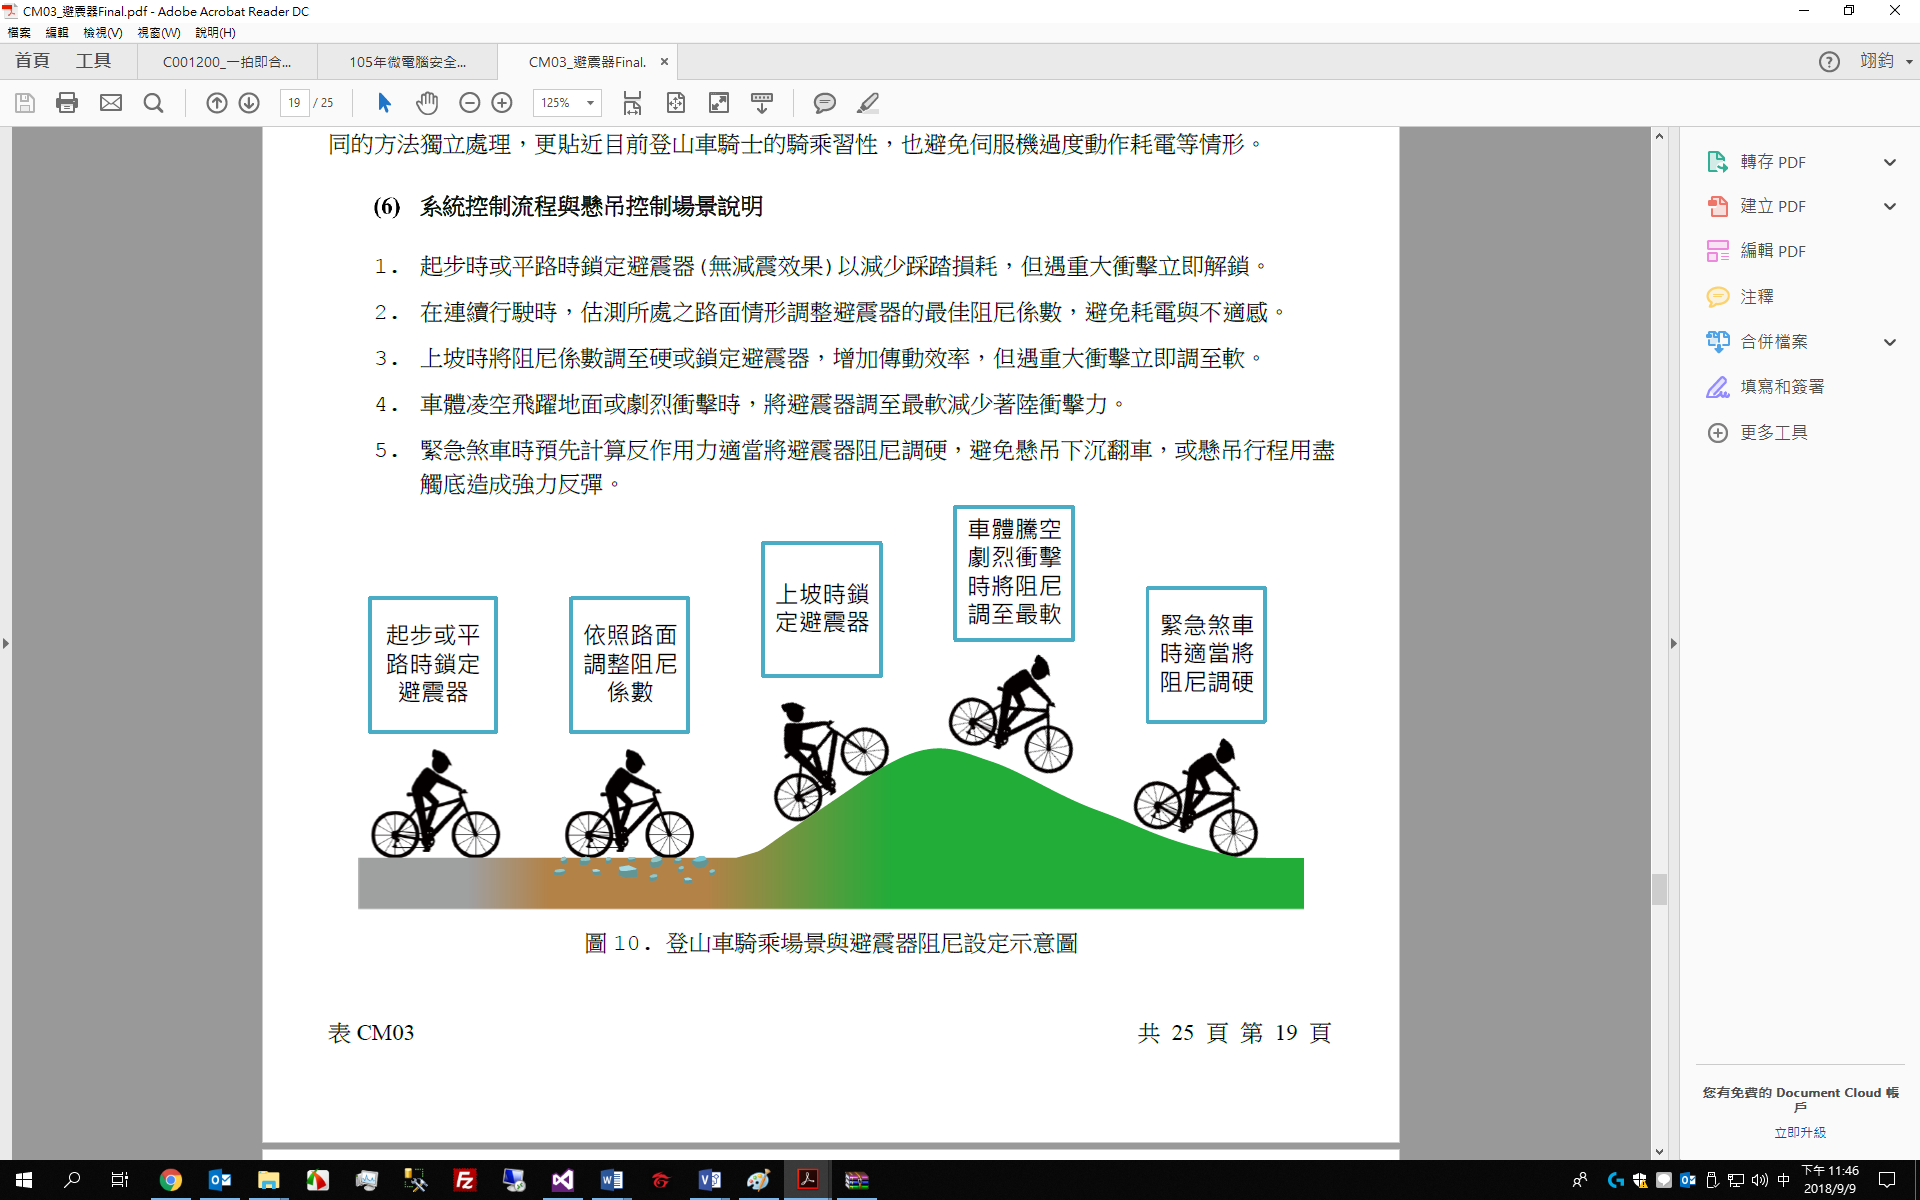 CM03_避震器Final.pdf - Adobe Acrobat Reader DC
檔案 編輯 檢視(V) 視窗(W) 說明(H)
首頁 工具 C001200_一拍即合... 105年微電腦安全... CM03_避震器Final. ×
翊鈞
19 / 25 125%
同的方法獨立處理，更貼近目前登山車騎士的騎乘習性，也避免伺服機過度動作耗電等情形。
(6) 系統控制流程與懸吊控制場景說明
1. 起步時或平路時鎖定避震器(無減震效果)以減少踩踏損耗，但遇重大衝擊立即解鎖。
2. 在連續行駛時，估測所處之路面情形調整避震器的最佳阻尼係數，避免耗電與不適感。
3. 上坡時將阻尼係數調至硬或鎖定避震器，增加傳動效率，但遇重大衝擊立即調至軟。
4. 車體凌空飛躍地面或劇烈衝擊時，將避震器調至最軟減少著陸衝擊力。
5. 緊急煞車時預先計算反作用力適當將避震器阻尼調硬，避免懸吊下沉翻車，或懸吊行程用盡
觸底造成強力反彈。
起步或平
路時鎖定
避震器
依照路面
調整阻尼
係數
上坡時鎖
定避震器
車體騰空
劇烈衝擊
時將阻尼
調至最軟
緊急煞車
時適當將
阻尼調硬
圖 10. 登山車騎乘場景與避震器阻尼設定示意圖
表 CM03
共 25 頁 第 19 頁
轉存 PDF
建立 PDF
編輯 PDF
注釋
合併檔案
填寫和簽署
更多工具
您有免費的 Document Cloud 帳
戶
立即升級
中
下午 11:46
2018/9/9